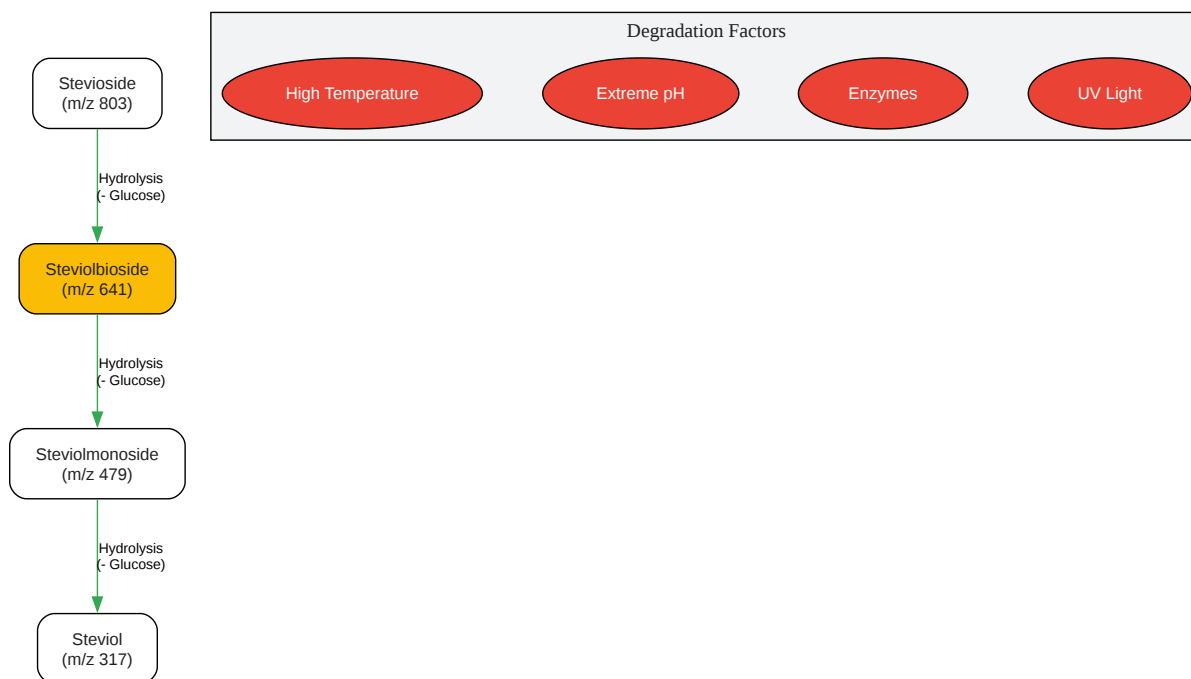 Degradation Factors
Stevioside
(m/z 803)
High Temperature
Extreme pH
Enzymes
UV Light
Hydrolysis
(- Glucose)
Steviolbioside
(m/z 641)
Hydrolysis
(- Glucose)
Steviolmonoside
(m/z 479)
Hydrolysis
(- Glucose)
Steviol
(m/z 317)